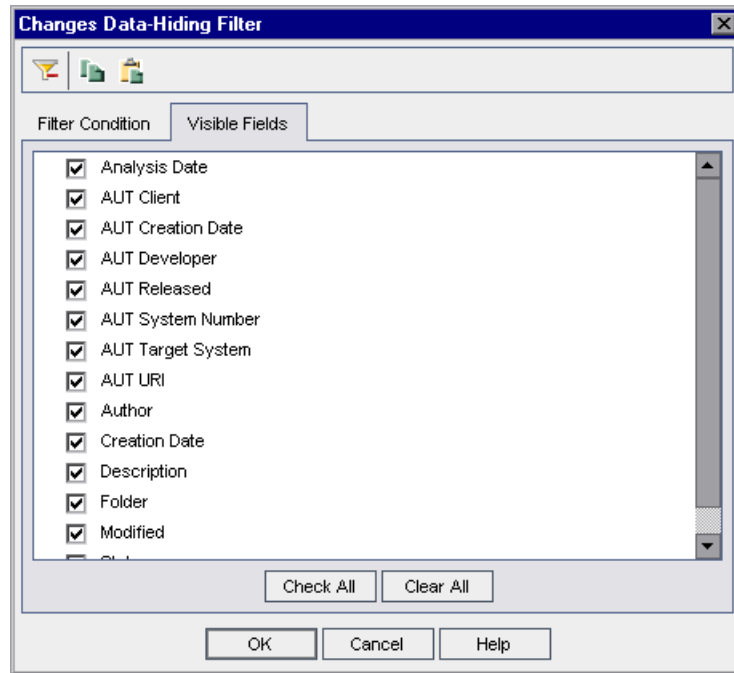 Changes Data-Hiding Filter
Filter Condition Visible Fields
Analysis Date
AUT Client
AUT Creation Date
AUT Developer
AUT Released
AUT System Number
AUT Target System
AUT URI
Author
Creation Date
Description
Folder
Modified
Check All Clear All
OK Cancel Help